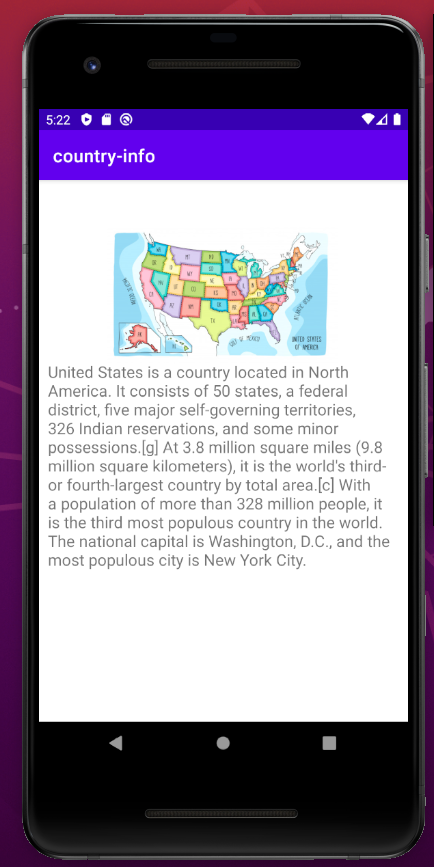 5:22
country-info
UNITED STATES
OF AMERICA
United States is a country located in North
America. It consists of 50 states, a federal
district, five major self-governing territories,
326 Indian reservations, and some minor
possessions.[g] At 3.8 million square miles (9.8
million square kilometers), it is the world's third-
or fourth-largest country by total area.[c] With
a population of more than 328 million people, it
is the third most populous country in the world.
The national capital is Washington, D.C., and the
most populous city is New York City.